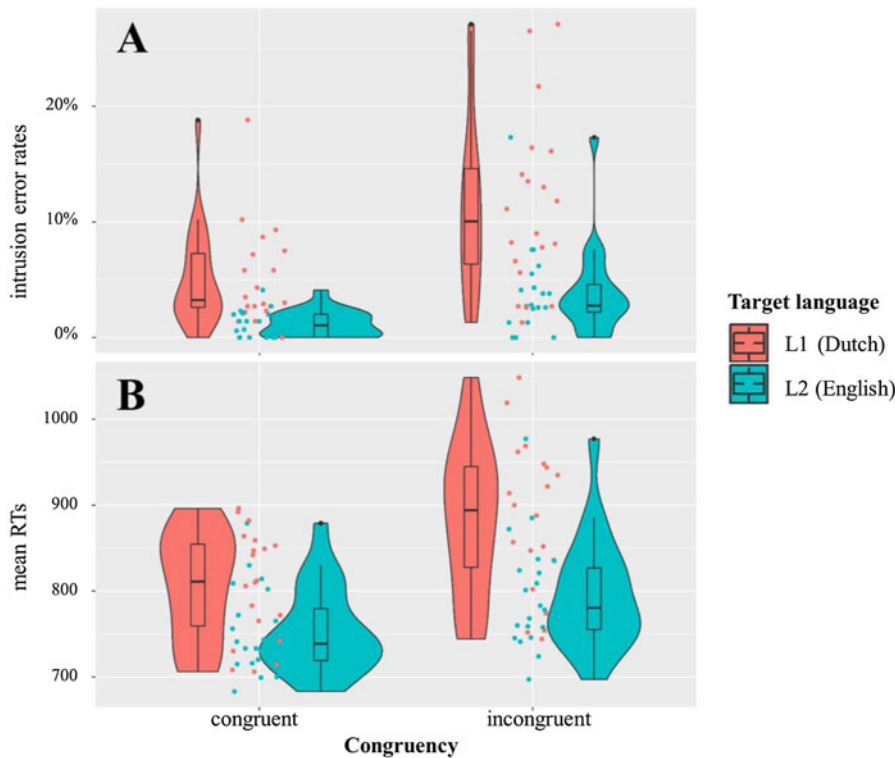 A
20%
10%
0%
intrusion error rates
B
1000
900
800
700
mean RTs
congruent
incongruent
Congruency
Target language
L1 (Dutch)
L2 (English)